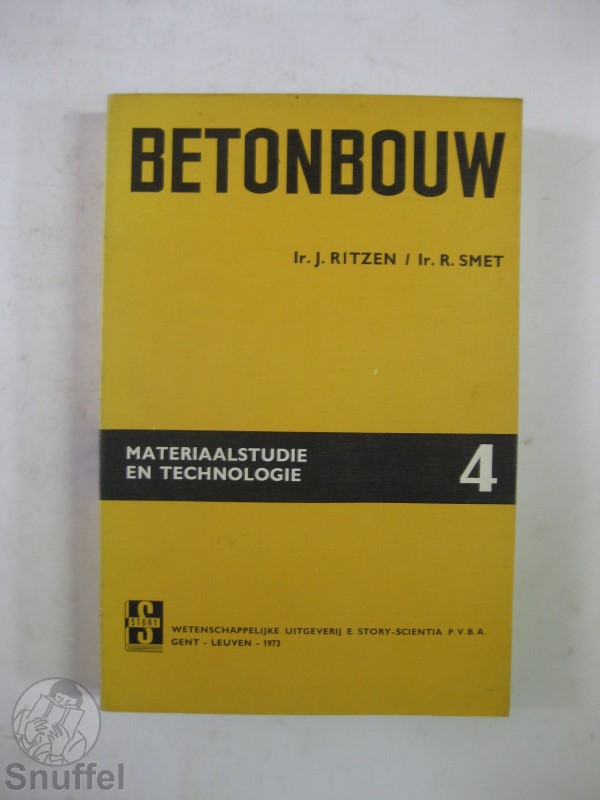 BETONBOUW
Ir. J. RITZEN / Ir. R. SMET
MATERIAALSTUDIE
EN TECHNOLOGIE
4
S
STORY
WETENSCHAPPELIJKE UITGEVERIJ E. STORY-SCIENTIA P.V.B.A.
GENT - LEUVEN - 1973
Snuffel